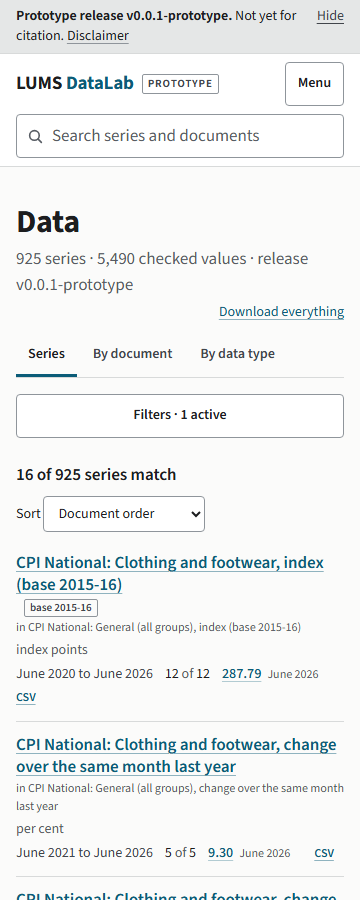 Prototype release v0.0.1-prototype. Not yet for Hide
citation. Disclaimer
LUMS DataLab PROTOTYPE Menu
Search series and documents
Data
925 series · 5,490 checked values · release
v0.0.1-prototype
Download everything
Series By document By data type
Filters · 1 active
16 of 925 series match
Sort Document order
CPI National: Clothing and footwear, index
(base 2015-16)
base 2015-16
in CPI National: General (all groups), index (base 2015-16)
index points
June 2020 to June 2026 12 of 12 287.79 June 2026
CSV
CPI National: Clothing and footwear, change
over the same month last year
in CPI National: General (all groups), change over the same month
last year
per cent
June 2021 to June 2026 5 of 5 9.30 June 2026 CSV
CPI National: Clothing and footwear, change